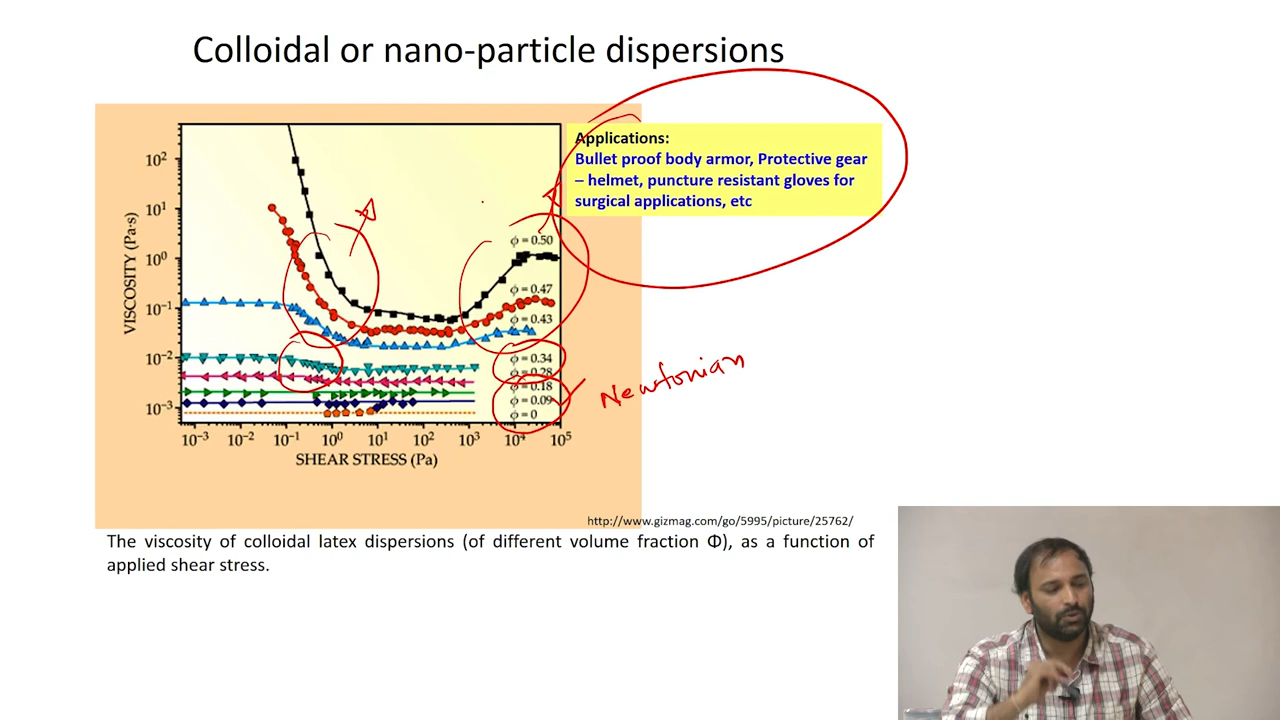 Colloidal or nano-particle dispersions
Applications:
Bullet proof body armor, Protective gear
– helmet, puncture resistant gloves for
surgical applications, etc
VISCOSITY (Pa·s)
10²
10¹
10⁰
10⁻¹
10⁻²
10⁻³
ϕ = 0.50
ϕ = 0.47
ϕ = 0.43
ϕ = 0.34
ϕ = 0.28
ϕ = 0.18
ϕ = 0.09
ϕ = 0
Newtonian
10⁻³ 10⁻² 10⁻¹ 10⁰ 10¹ 10² 10³ 10⁴ 10⁵
SHEAR STRESS (Pa)
http://www.gizmag.com/go/5995/picture/25762/
The viscosity of colloidal latex dispersions (of different volume fraction Φ), as a function of
applied shear stress.